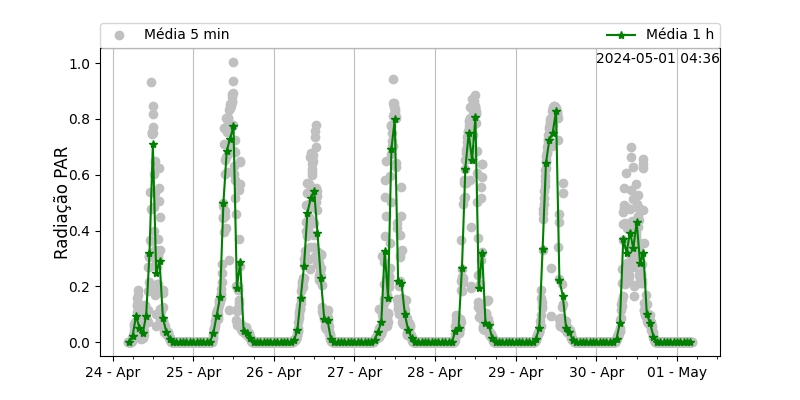 Média 5 min
Média 1 h
2024-05-01 04:36
1.0
0.8
0.6
0.4
0.2
0.0
Radiação PAR
24 - Apr
25 - Apr
26 - Apr
27 - Apr
28 - Apr
29 - Apr
30 - Apr
01 - May